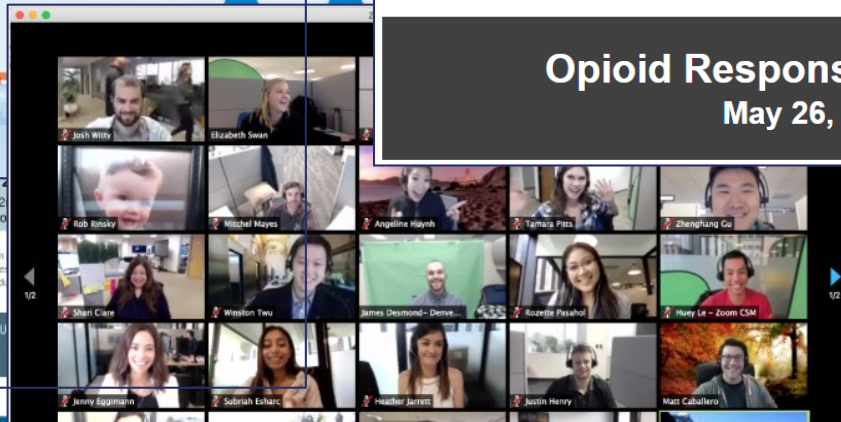 Opioid Respons
May 26,
Josh Witty
Elizabeth Swan
Rob Rinsky
Mitchel Mayes
Angeline Huynh
Tamara Pitts
Zhenghang Gu
1/2
Shari Clare
Winston Twu
James Desmond- Denve...
Rozette Pasahol
Huey Le - Zoom CSM
1/2
Jenny Eggimann
Subriah Esharc
Heather Jarrett
Justin Henry
Matt Caballero